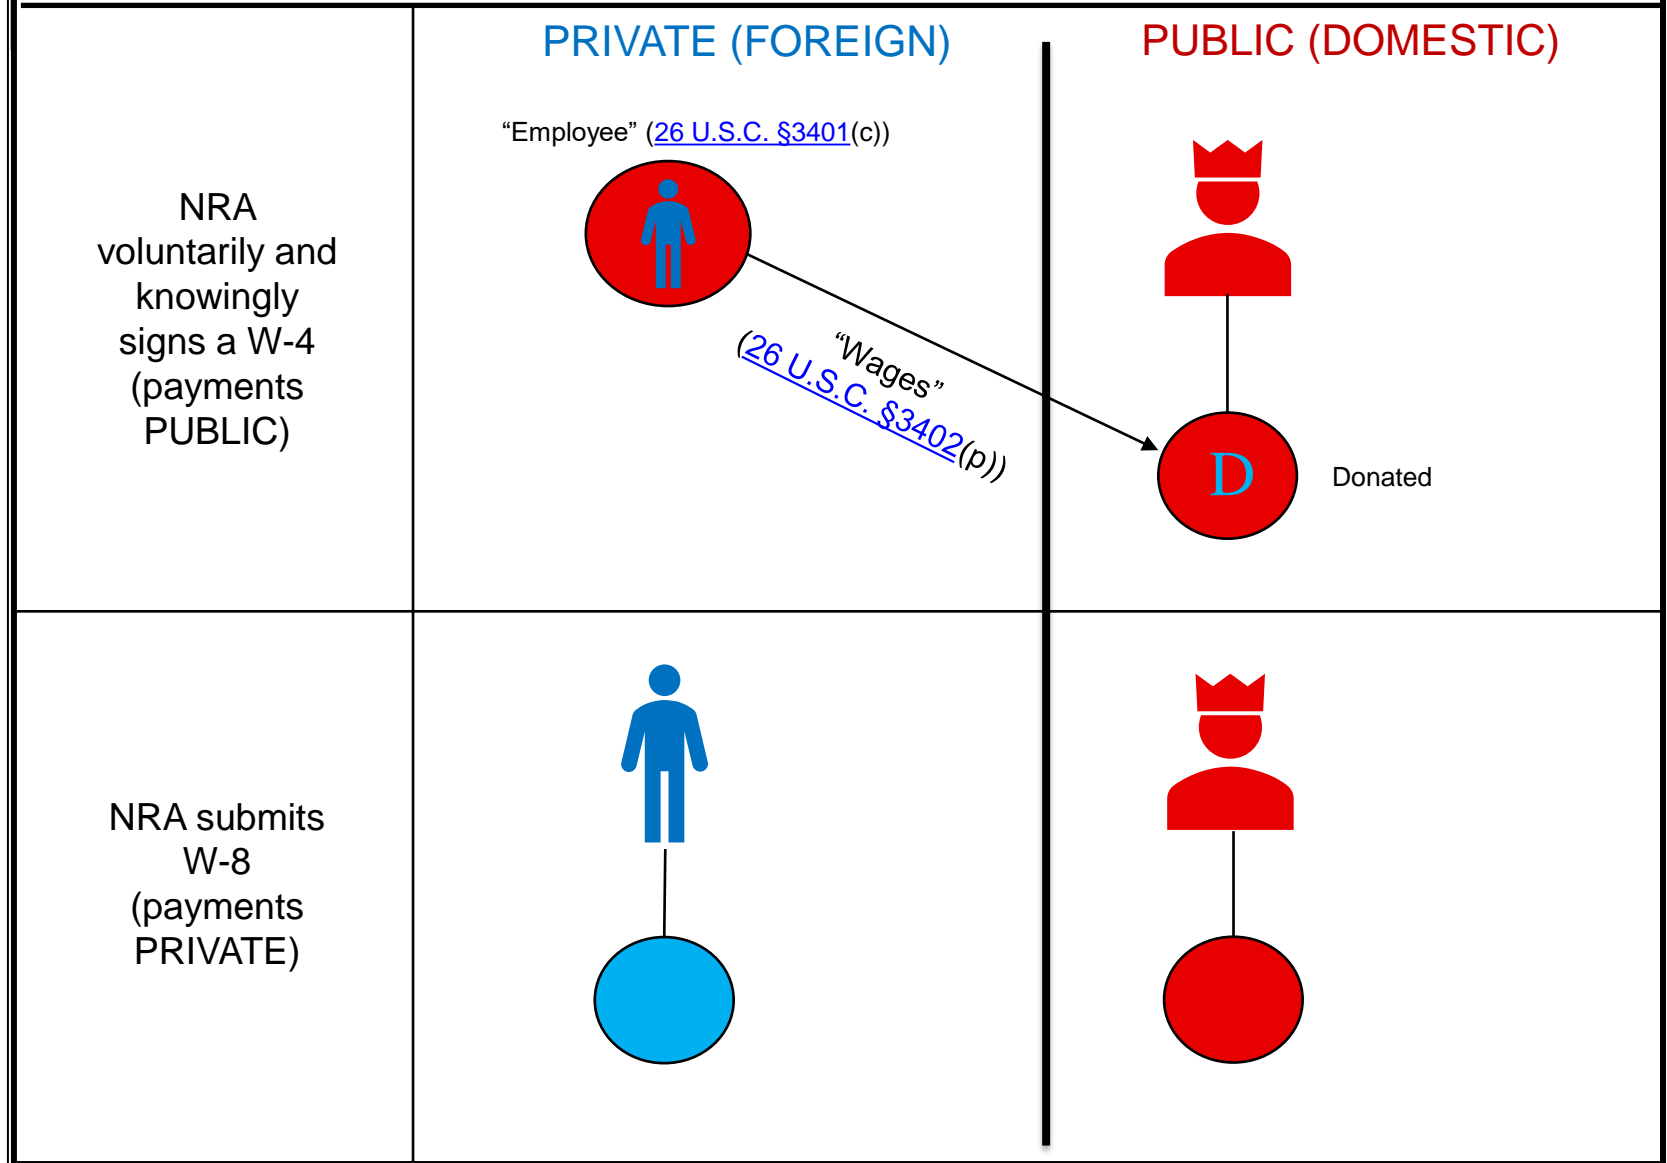 PRIVATE (FOREIGN)
PUBLIC (DOMESTIC)
NRA
voluntarily and
knowingly
signs a W-4
(payments
PUBLIC)
“Employee” (26 U.S.C. §3401(c))
“Wages”
(26 U.S.C. §3402(p))
D
Donated
NRA submits
W-8
(payments
PRIVATE)